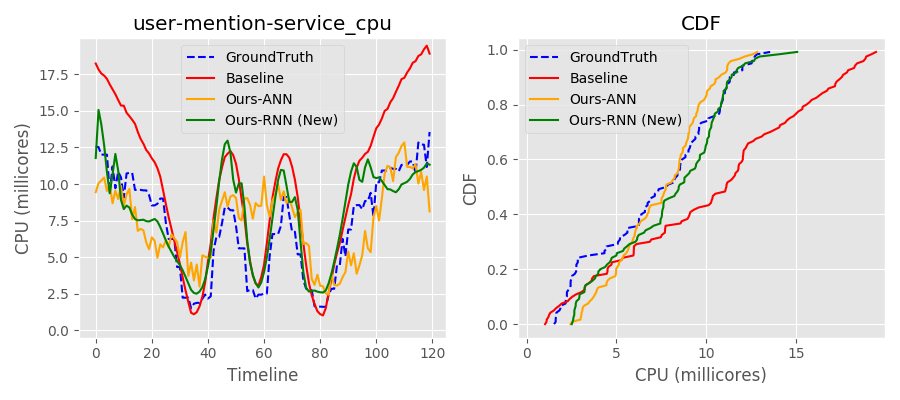 user-mention-service_cpu
GroundTruth
Baseline
Ours-ANN
Ours-RNN (New)
CPU (millicores)
17.5
15.0
12.5
10.0
7.5
5.0
2.5
0.0
0
20
40
60
80
100
120
Timeline
CDF
GroundTruth
Baseline
Ours-ANN
Ours-RNN (New)
CDF
1.0
0.8
0.6
0.4
0.2
0.0
0
5
10
15
CPU (millicores)